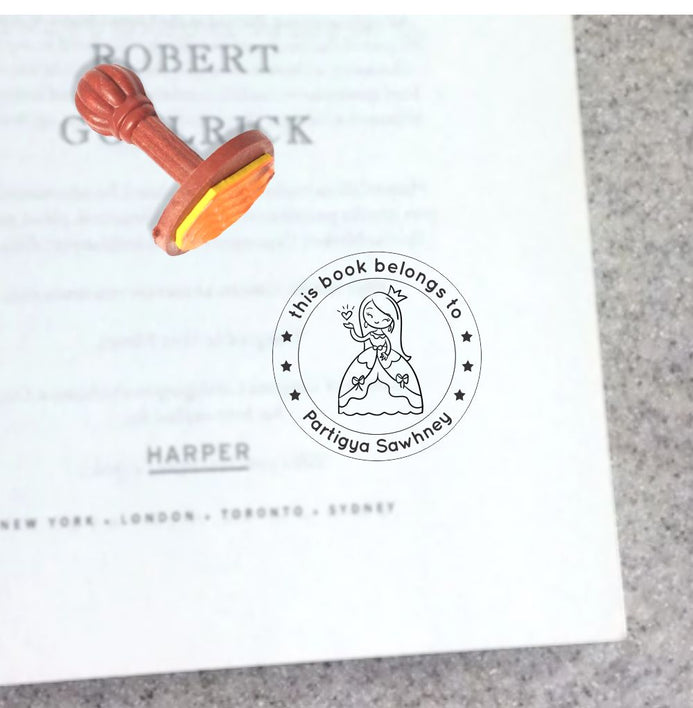 ROBERT
GOOLRICK
this book belongs to
Partigya Sawhney
HARPER
NEW YORK • LONDON • TORONTO • SYDNEY